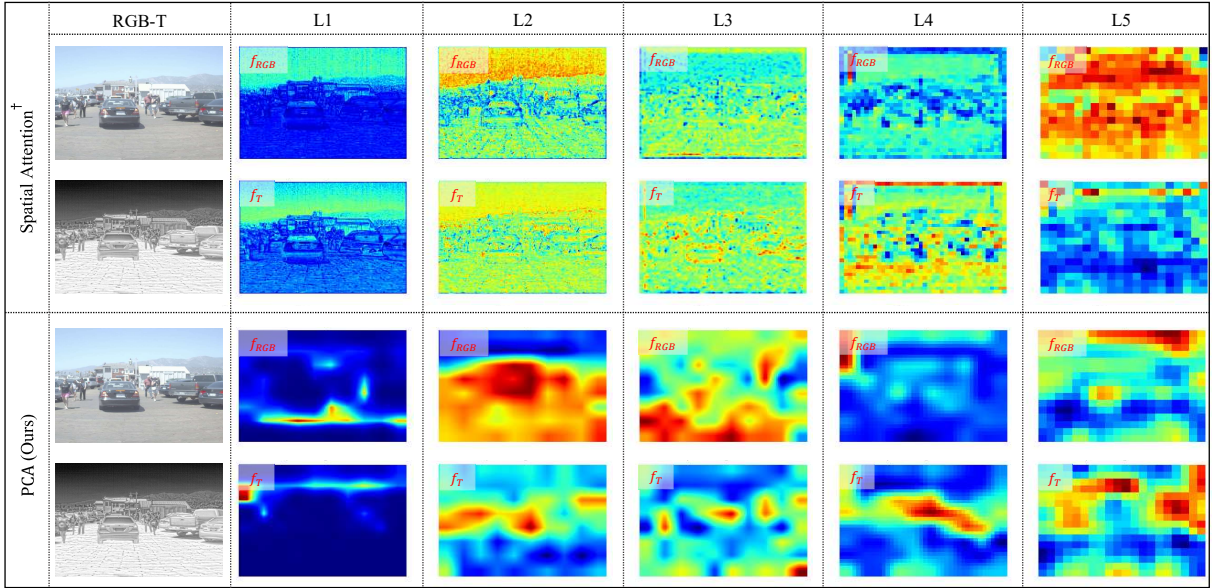 RGB-T L1 L2 L3 L4 L5
Spatial Attention†
f_RGB f_RGB f_RGB f_RGB f_RGB
f_T f_T f_T f_T f_T
PCA (Ours)
f_RGB f_RGB f_RGB f_RGB f_RGB
f_T f_T f_T f_T f_T